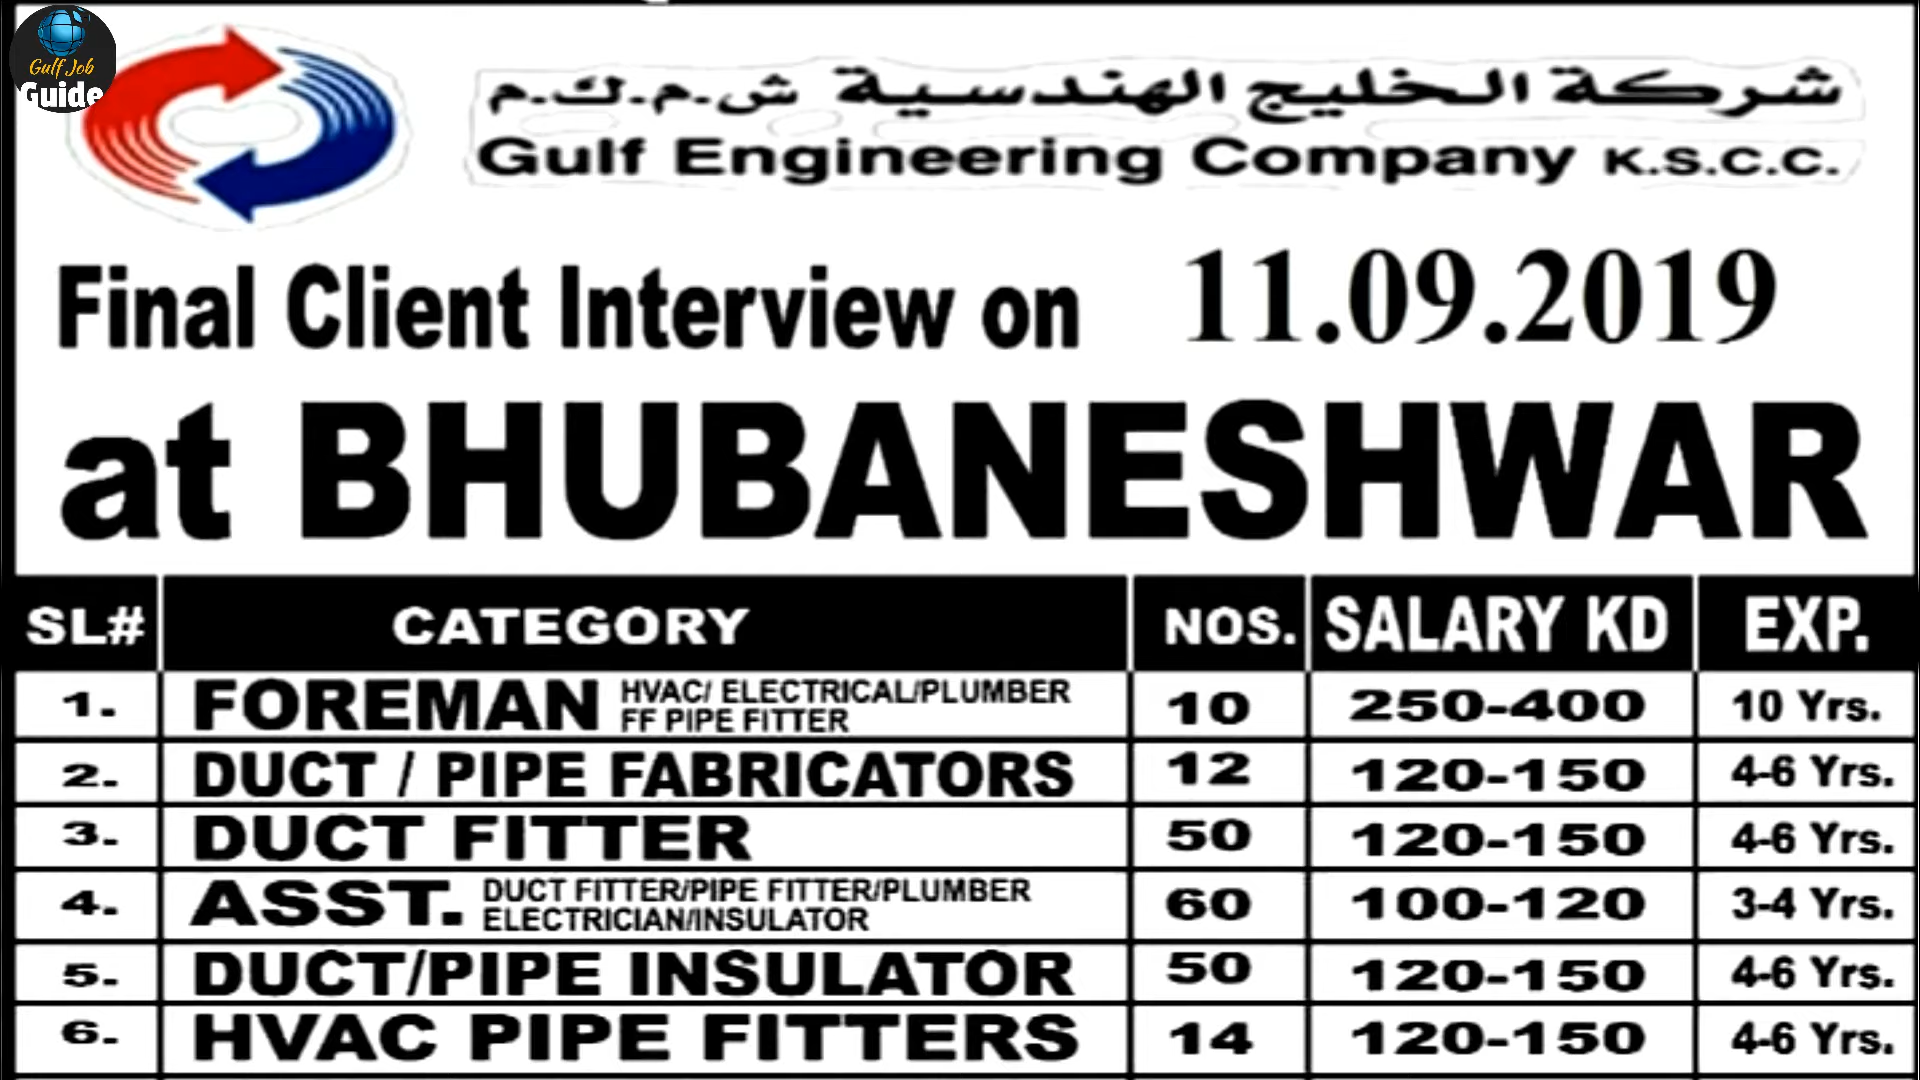 Gulf Job
Guide
شركة الخليج الهندسية ش.م.ك.م
Gulf Engineering Company K.S.C.C.
Final Client Interview on 11.09.2019
at BHUBANESHWAR
SL# CATEGORY NOS. SALARY KD EXP.
1. FOREMAN HVAC/ ELECTRICAL/PLUMBER FF PIPE FITTER 10 250-400 10 Yrs.
2. DUCT / PIPE FABRICATORS 12 120-150 4-6 Yrs.
3. DUCT FITTER 50 120-150 4-6 Yrs.
4. ASST. DUCT FITTER/PIPE FITTER/PLUMBER ELECTRICIAN/INSULATOR 60 100-120 3-4 Yrs.
5. DUCT/PIPE INSULATOR 50 120-150 4-6 Yrs.
6. HVAC PIPE FITTERS 14 120-150 4-6 Yrs.